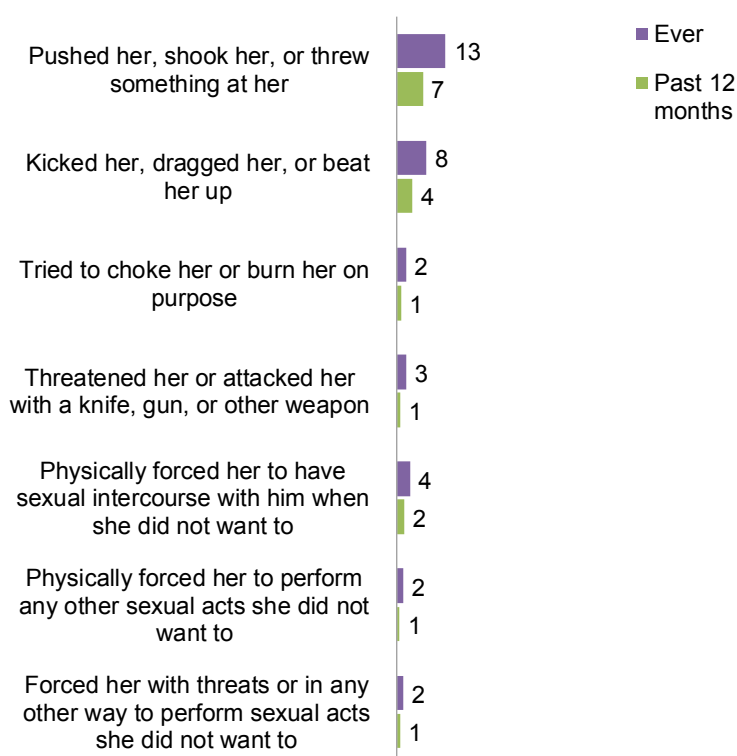 Pushed her, shook her, or threw
something at her
13
7
Ever
Past 12
months
Kicked her, dragged her, or beat
her up
8
4
Tried to choke her or burn her on
purpose
2
1
Threatened her or attacked her
with a knife, gun, or other weapon
3
1
Physically forced her to have
sexual intercourse with him when
she did not want to
4
2
Physically forced her to perform
any other sexual acts she did not
want to
2
1
Forced her with threats or in any
other way to perform sexual acts
she did not want to
2
1